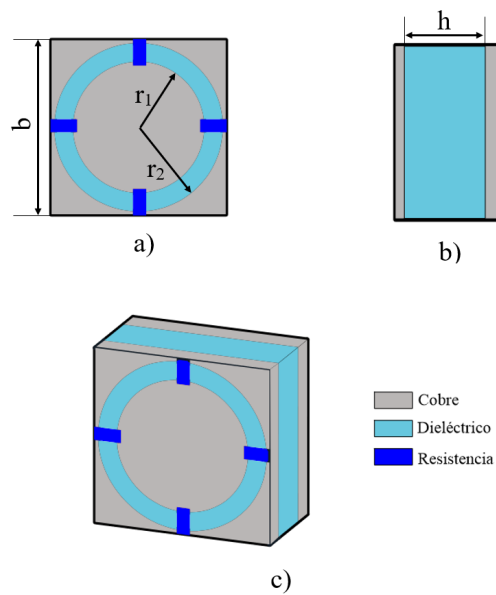 h
b
r₁
r₂
a)
b)
Cobre
Dieléctrico
Resistencia
c)